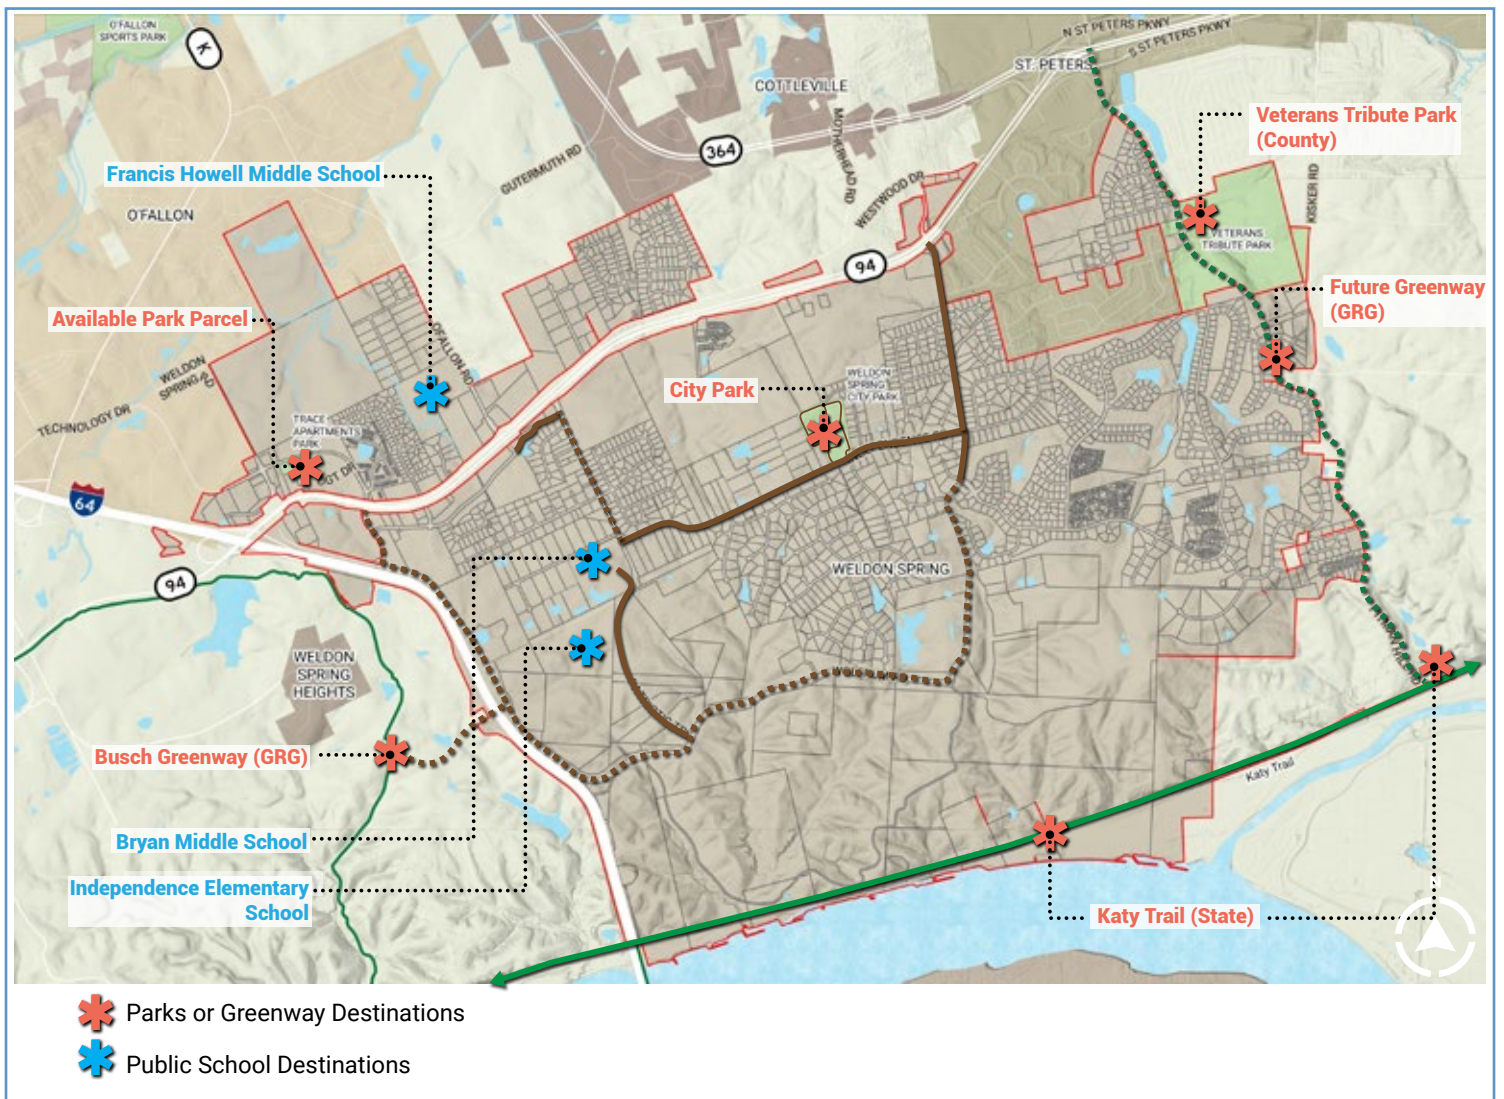 O'FALLON
SPORTS PARK
K
N ST PETERS PKWY
S ST PETERS PKWY
ST. PETERS
COTTLEVILLE
MOTHERHEAD RD
364
GUTERMUTH RD
WESTWOOD DR
KISKER RD
Veterans Tribute Park
(County)
Francis Howell Middle School
O'FALLON
VETERANS
TRIBUTE PARK
94
Future Greenway
(GRG)
Available Park Parcel
O'FALLON RD
WELDON
SPRING RD
TECHNOLOGY DR
City Park
WELDON
SPRING
CITY PARK
TRACE
APARTMENTS
PARK
64
94
WELDON SPRING
WELDON
SPRING
HEIGHTS
Busch Greenway (GRG)
Katy Trail
Bryan Middle School
Independence Elementary
School
Katy Trail (State)
Parks or Greenway Destinations
Public School Destinations